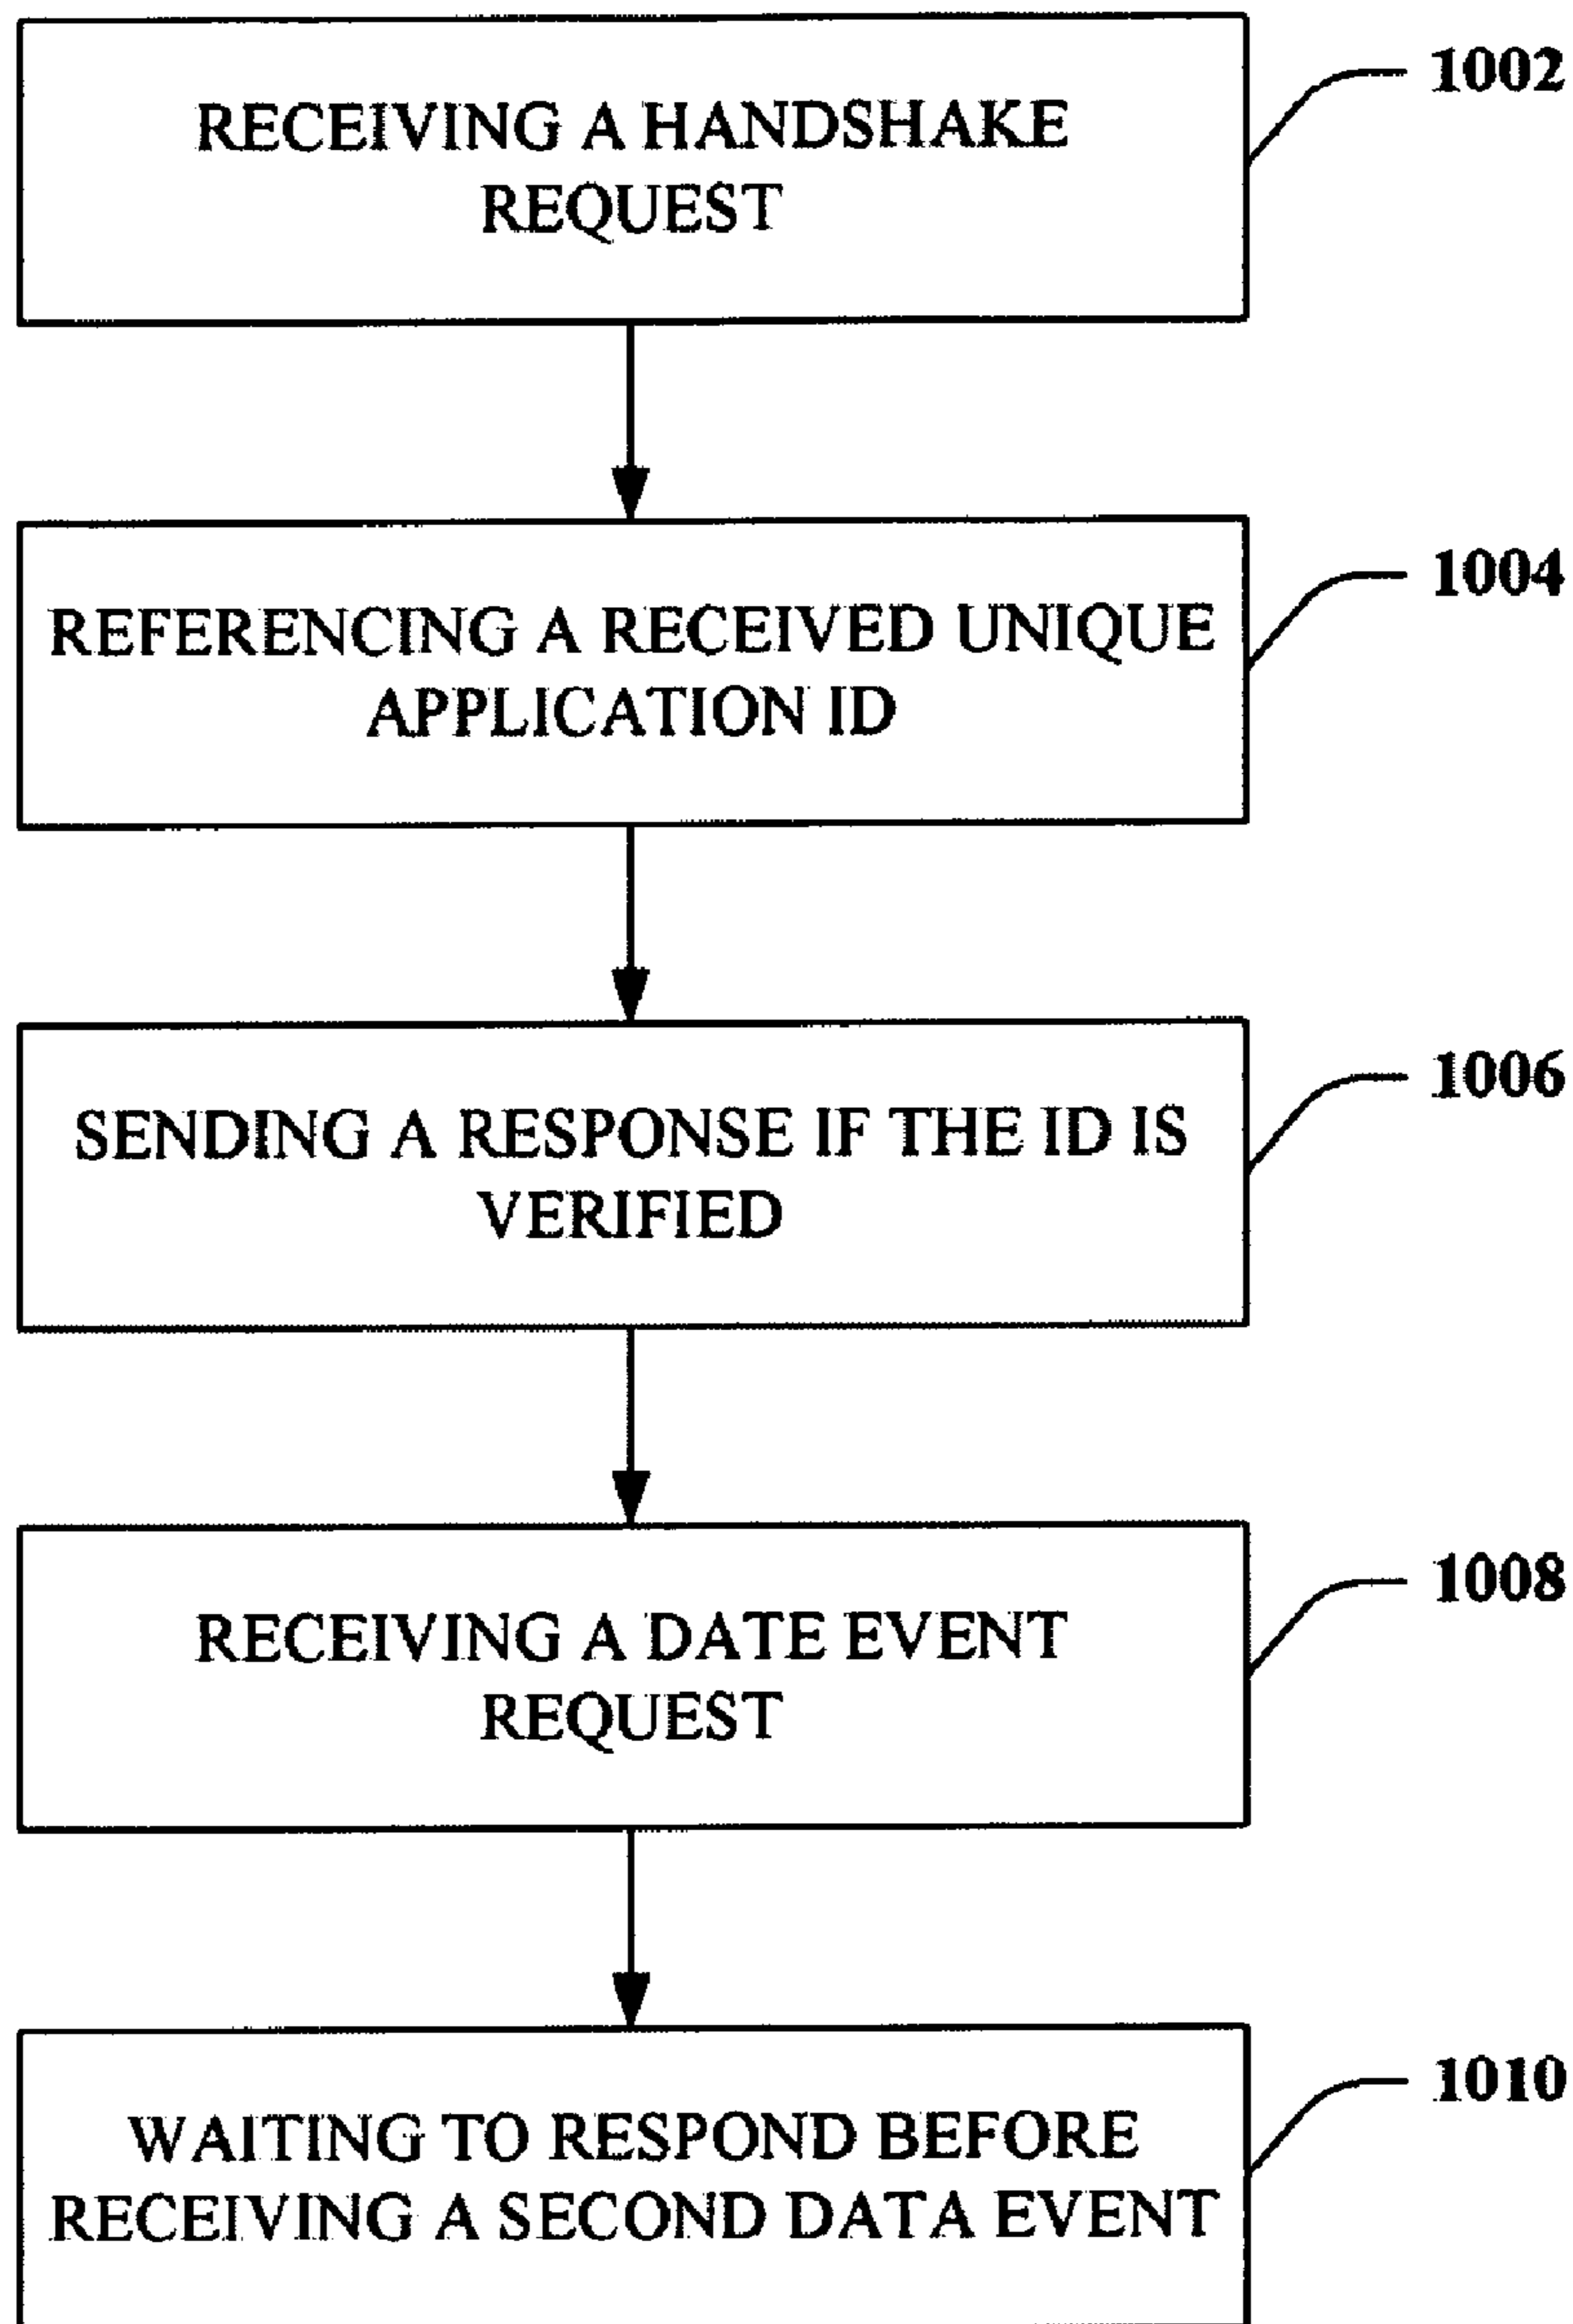 RECEIVING A HANDSHAKE
REQUEST
1002
REFERENCING A RECEIVED UNIQUE
APPLICATION ID
1004
SENDING A RESPONSE IF THE ID IS
VERIFIED
1006
RECEIVING A DATE EVENT
REQUEST
1008
WAITING TO RESPOND BEFORE
RECEIVING A SECOND DATA EVENT
1010